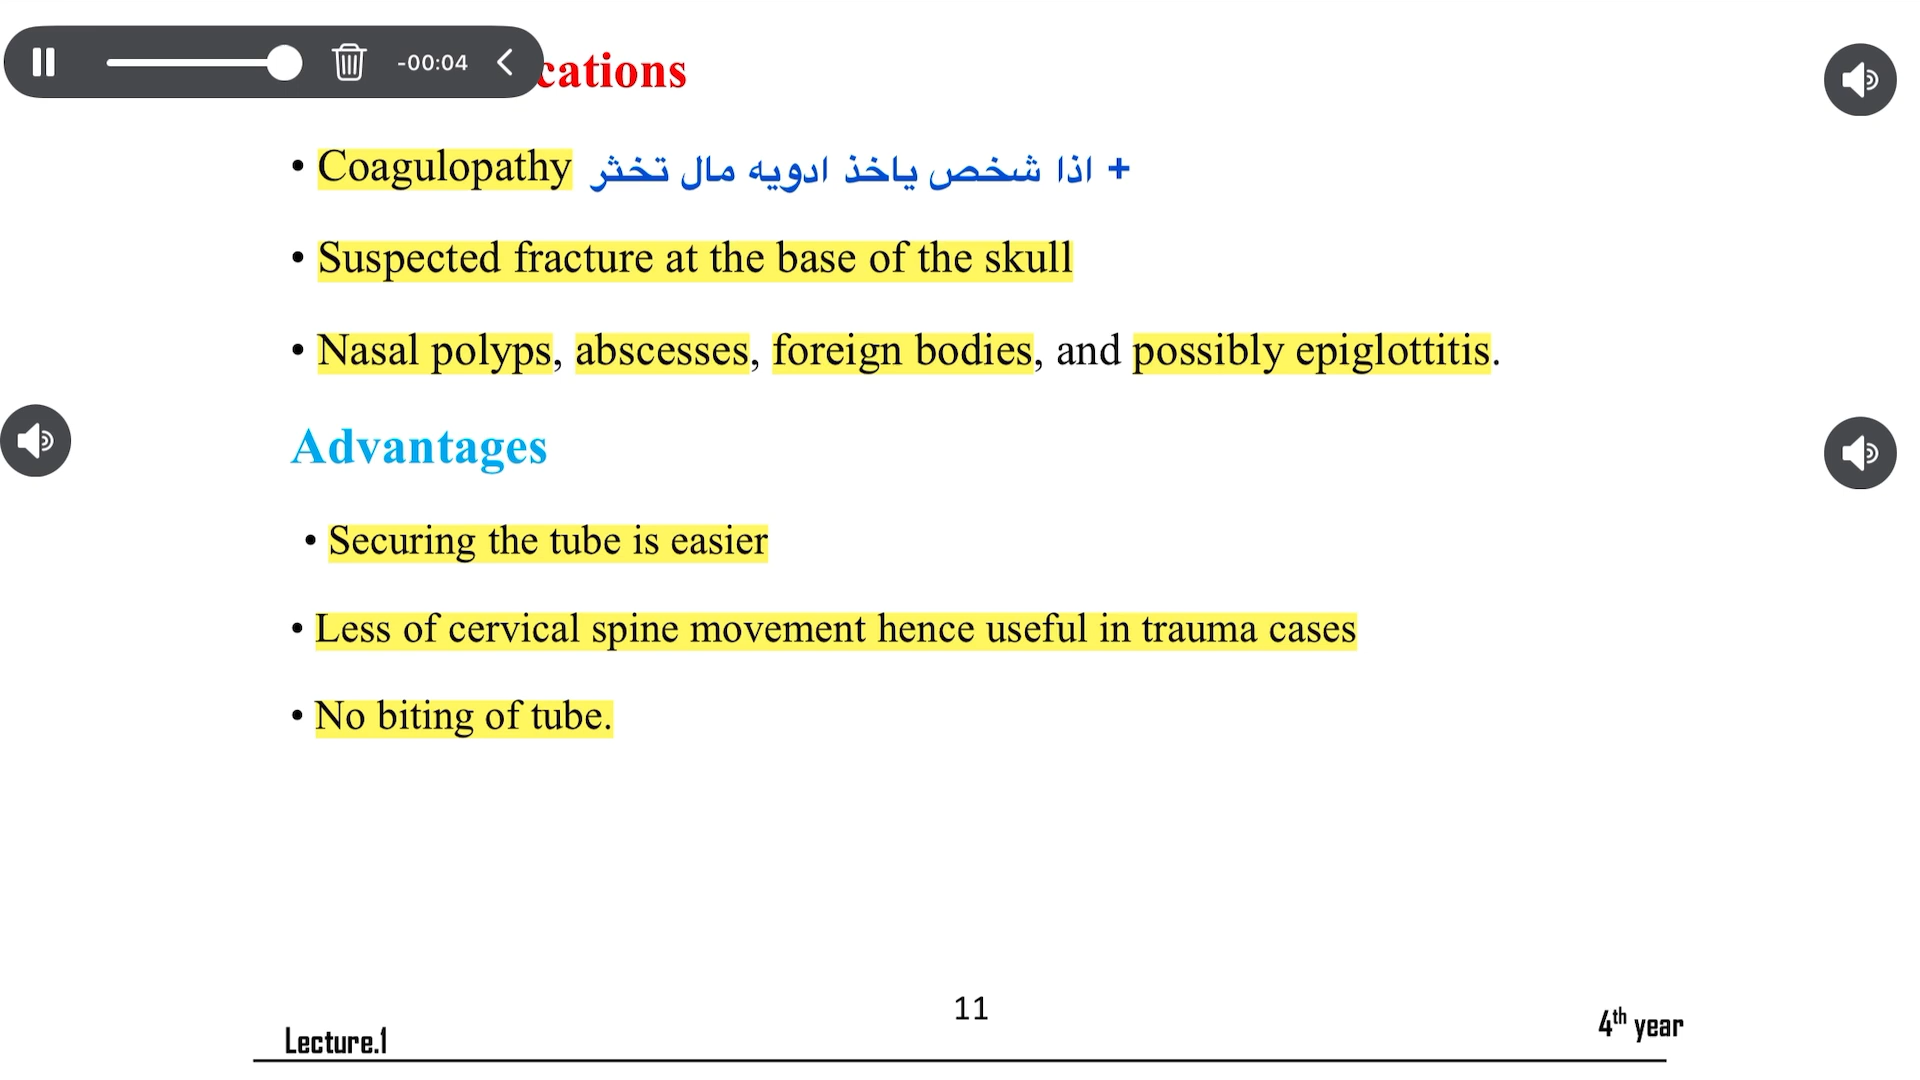 -00:04
cations
• Coagulopathy + اذا شخص ياخذ ادويه مال تخثر
• Suspected fracture at the base of the skull
• Nasal polyps, abscesses, foreign bodies, and possibly epiglottitis.
Advantages
• Securing the tube is easier
• Less of cervical spine movement hence useful in trauma cases
• No biting of tube.
11
Lecture.1
4th year